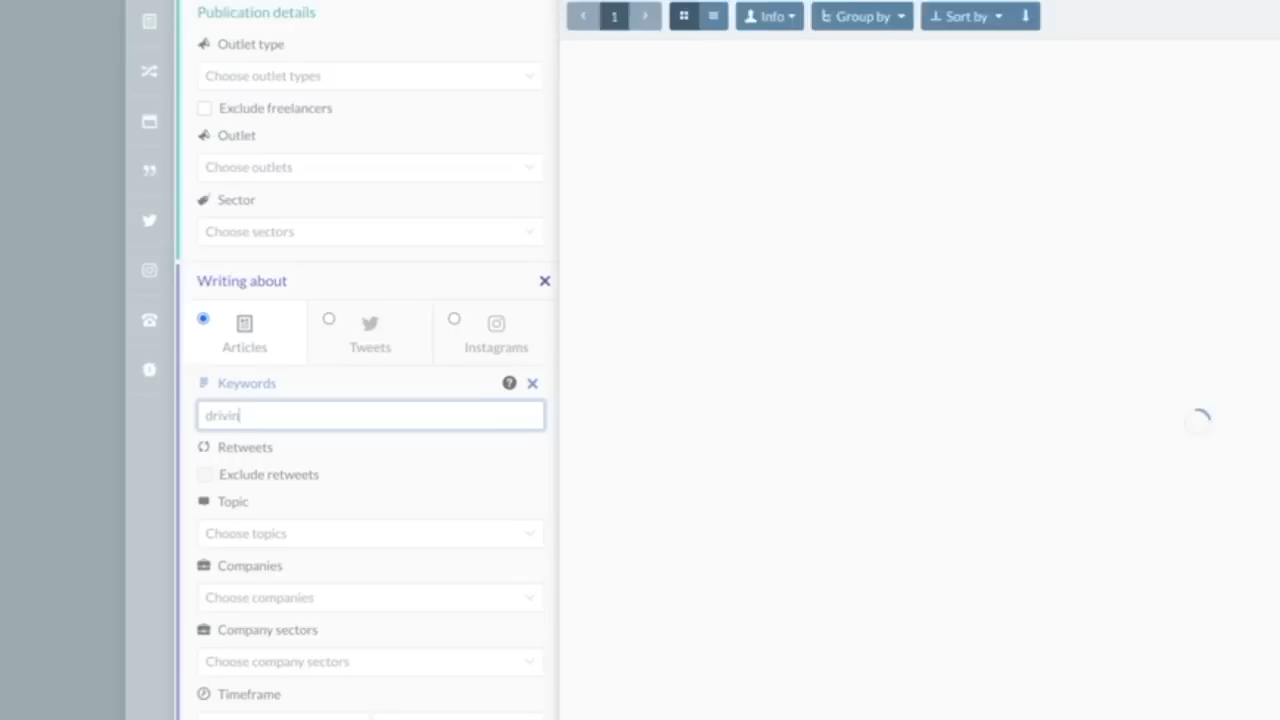 Publication details
Outlet type
Choose outlet types
Exclude freelancers
Outlet
Choose outlets
Sector
Choose sectors
Writing about
Articles
Tweets
Instagrams
Keywords
drivin
Retweets
Exclude retweets
Topic
Choose topics
Companies
Choose companies
Company sectors
Choose company sectors
Timeframe
1
Info
Group by
Sort by